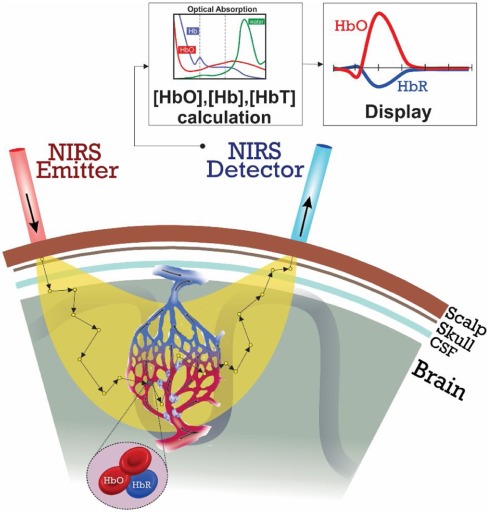 Optical Absorption
Hb
water
HbO
[HbO],[Hb],[HbT]
calculation
HbO
HbR
Display
NIRS
Emitter
NIRS
Detector
Scalp
Skull
CSF
Brain
HbO
HbR